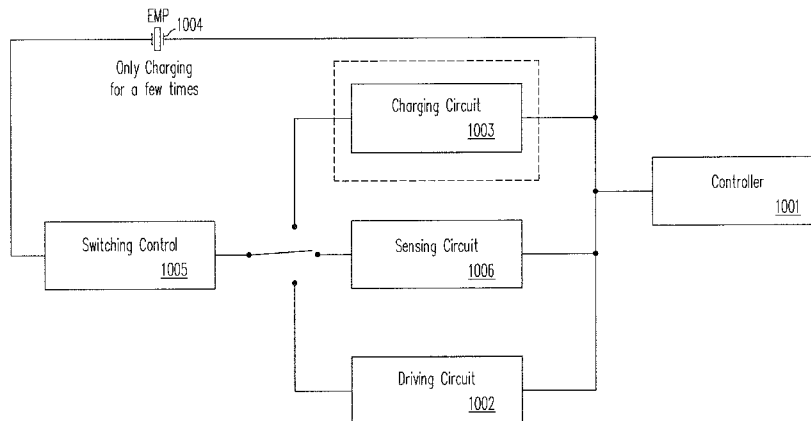 EMP
1004
Only Charging
for a few times
Charging Circuit
1003
Controller
1001
Switching Control
1005
Sensing Circuit
1006
Driving Circuit
1002